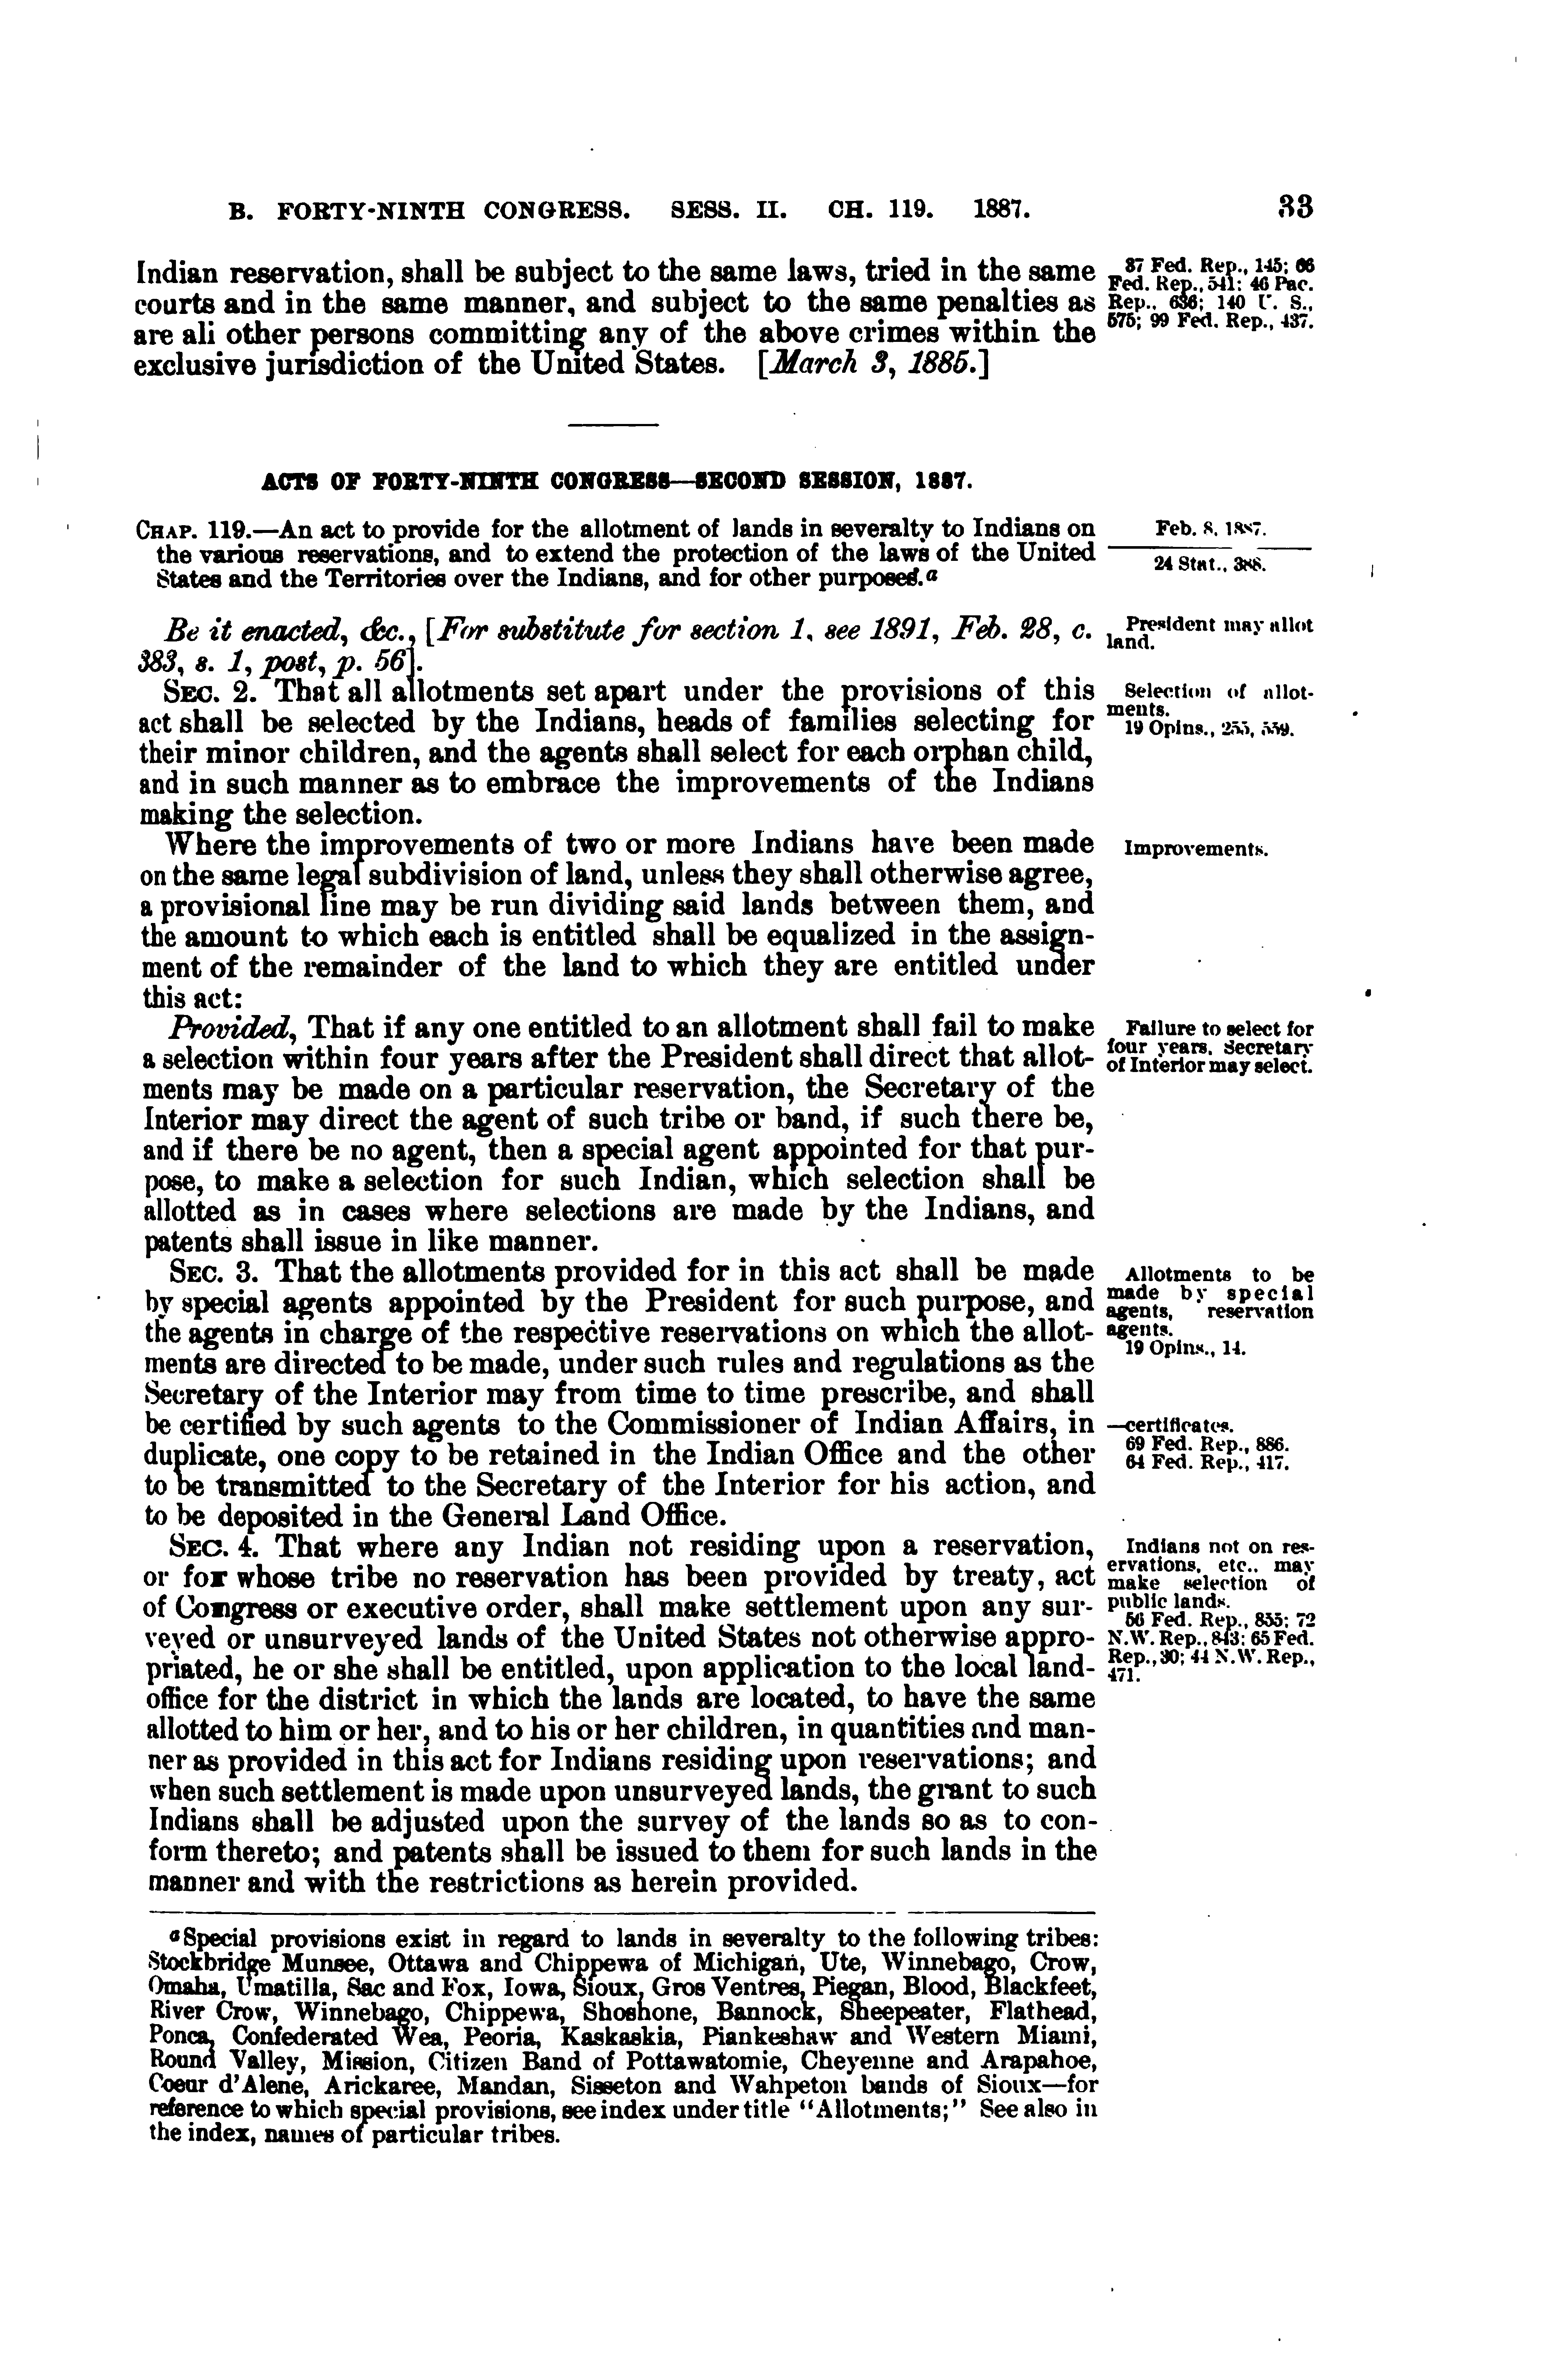 B. FORTY-NINTH CONGRESS. SESS. II. CH. 119. 1887. 33
Indian reservation, shall be subject to the same laws, tried in the same
courts and in the same manner, and subject to the same penalties as
are all other persons committing any of the above crimes within the
exclusive jurisdiction of the United States. [March 3, 1885.]
37 Fed. Rep., 145; 66
Fed. Rep., 541: 46 Pac.
Rep., 636; 140 U. S.,
575; 99 Fed. Rep., 437.
ACTS OF FORTY-NINTH CONGRESS—SECOND SESSION, 1887.
CHAP. 119.—An act to provide for the allotment of lands in severalty to Indians on
the various reservations, and to extend the protection of the laws of the United
States and the Territories over the Indians, and for other purposes.a
Feb. 8, 1887.
24 Stat., 388.
Be it enacted, &c., [For substitute for section 1, see 1891, Feb. 28, c.
383, s. 1, post, p. 56].
President may allot
land.
SEC. 2. That all allotments set apart under the provisions of this
act shall be selected by the Indians, heads of families selecting for
their minor children, and the agents shall select for each orphan child,
and in such manner as to embrace the improvements of the Indians
making the selection.
Selection of allot-
ments.
19 Opins., 255, 559.
Where the improvements of two or more Indians have been made
on the same legal subdivision of land, unless they shall otherwise agree,
a provisional line may be run dividing said lands between them, and
the amount to which each is entitled shall be equalized in the assign-
ment of the remainder of the land to which they are entitled under
this act:
Improvements.
Provided, That if any one entitled to an allotment shall fail to make
a selection within four years after the President shall direct that allot-
ments may be made on a particular reservation, the Secretary of the
Interior may direct the agent of such tribe or band, if such there be,
and if there be no agent, then a special agent appointed for that pur-
pose, to make a selection for such Indian, which selection shall be
allotted as in cases where selections are made by the Indians, and
patents shall issue in like manner.
Failure to select for
four years, Secretary
of Interior may select.
SEC. 3. That the allotments provided for in this act shall be made
by special agents appointed by the President for such purpose, and
the agents in charge of the respective reservations on which the allot-
ments are directed to be made, under such rules and regulations as the
Secretary of the Interior may from time to time prescribe, and shall
be certified by such agents to the Commissioner of Indian Affairs, in
duplicate, one copy to be retained in the Indian Office and the other
to be transmitted to the Secretary of the Interior for his action, and
to be deposited in the General Land Office.
Allotments to be
made by special
agents, reservation
agents.
19 Opins., 14.
—certificates.
69 Fed. Rep., 886.
64 Fed. Rep., 417.
SEC. 4. That where any Indian not residing upon a reservation,
or for whose tribe no reservation has been provided by treaty, act
of Congress or executive order, shall make settlement upon any sur-
veyed or unsurveyed lands of the United States not otherwise appro-
priated, he or she shall be entitled, upon application to the local land-
office for the district in which the lands are located, to have the same
allotted to him or her, and to his or her children, in quantities and man-
ner as provided in this act for Indians residing upon reservations; and
when such settlement is made upon unsurveyed lands, the grant to such
Indians shall be adjusted upon the survey of the lands so as to con-
form thereto; and patents shall be issued to them for such lands in the
manner and with the restrictions as herein provided.
Indians not on res-
ervations, etc., may
make selection of
public lands.
56 Fed. Rep., 855; 72
N.W. Rep., 843; 65 Fed.
Rep., 30; 44 N.W. Rep.,
471.
a Special provisions exist in regard to lands in severalty to the following tribes:
Stockbridge Munsee, Ottawa and Chippewa of Michigan, Ute, Winnebago, Crow,
Omaha, Umatilla, Sac and Fox, Iowa, Sioux, Gros Ventres, Piegan, Blood, Blackfeet,
River Crow, Winnebago, Chippewa, Shoshone, Bannock, Sheepeater, Flathead,
Ponca, Confederated Wea, Peoria, Kaskaskia, Piankeshaw and Western Miami,
Round Valley, Mission, Citizen Band of Pottawatomie, Cheyenne and Arapahoe,
Coeur d'Alene, Arickaree, Mandan, Sisseton and Wahpeton bands of Sioux—for
reference to which special provisions, see index under title "Allotments;" See also in
the index, names of particular tribes.